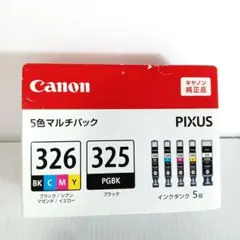 キヤノン
純正品
Canon
5色マルチパック
PIXUS
326
BK C M Y
ブラック/シアン
マゼンタ/イエロー
325
PGBK
ブラック
インクタンク 5個